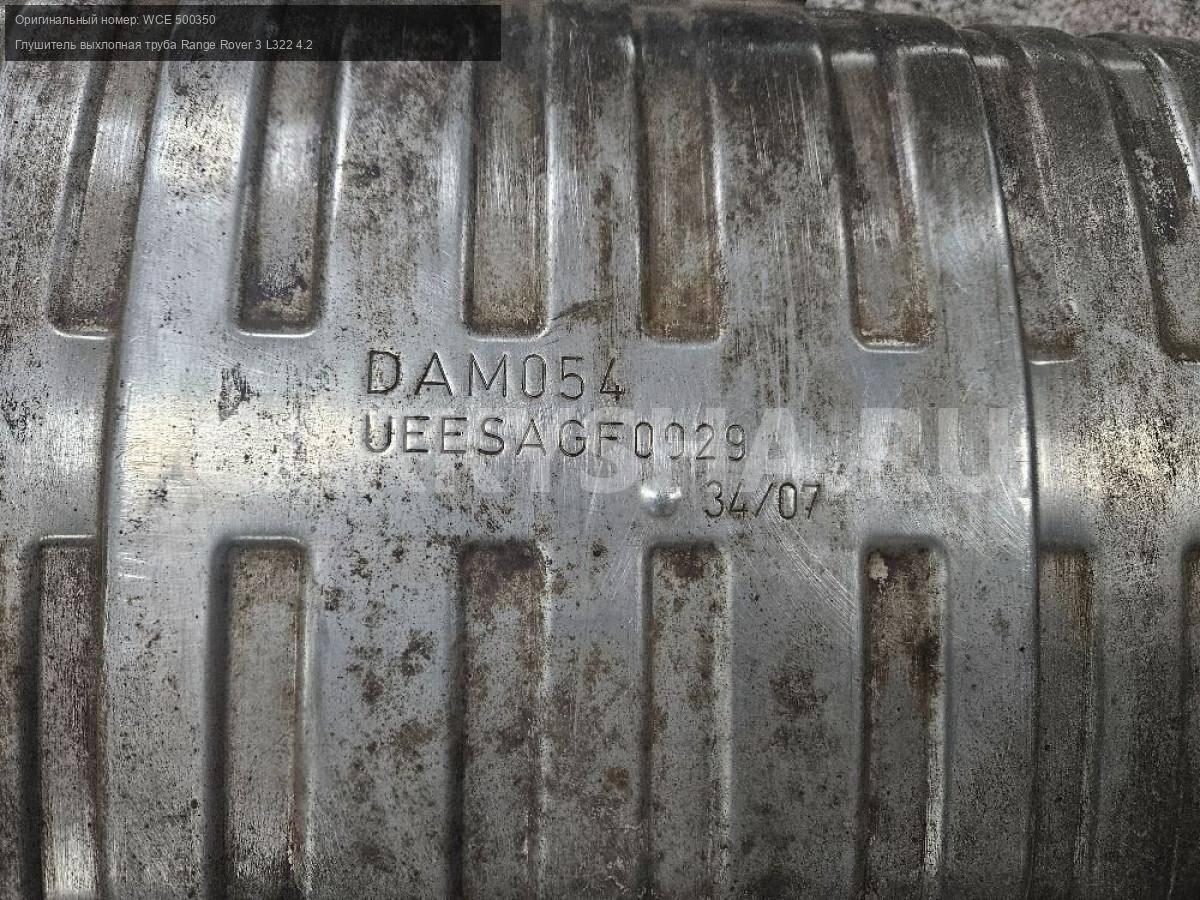 Оригинальный номер: WCE 500350
Глушитель выхлопная труба Range Rover 3 L322 4.2
DAM054
UEESAGF0029
34/07